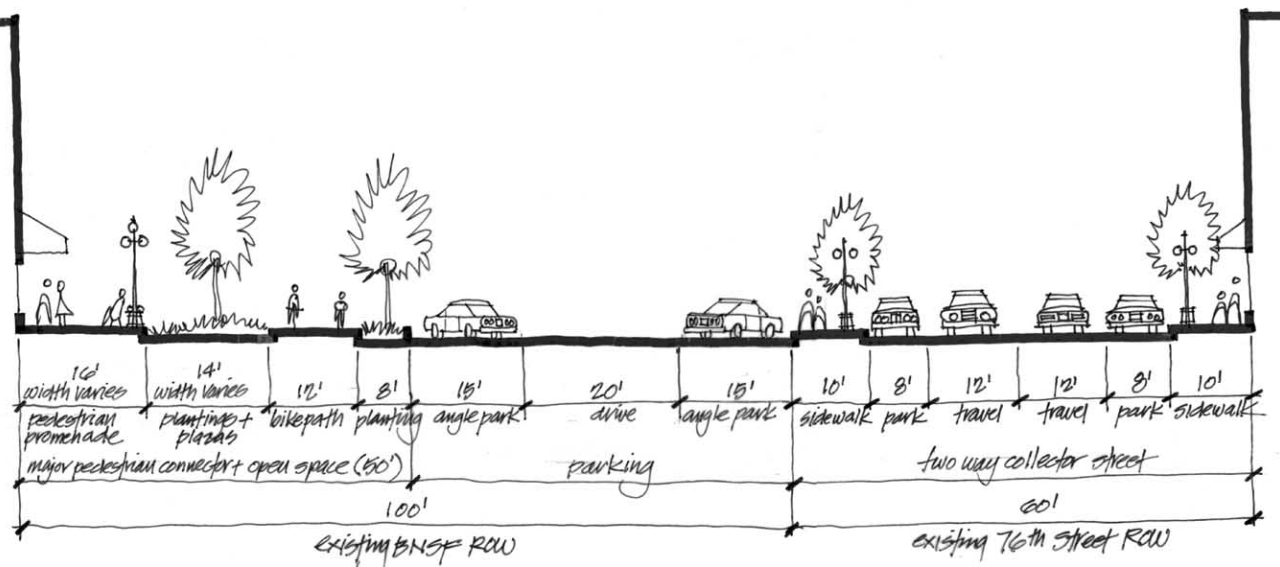 16' 14' 12' 8' 15' 20' 15' 10' 8' 12' 12' 8' 10'
width varies width varies
pedestrian promenade plantings + plazas bikepath planting angle park drive angle park sidewalk park travel travel park sidewalk
major pedestrian connector + open space (50') parking two way collector street
100' 60'
existing BNSF ROW existing 76th Street ROW